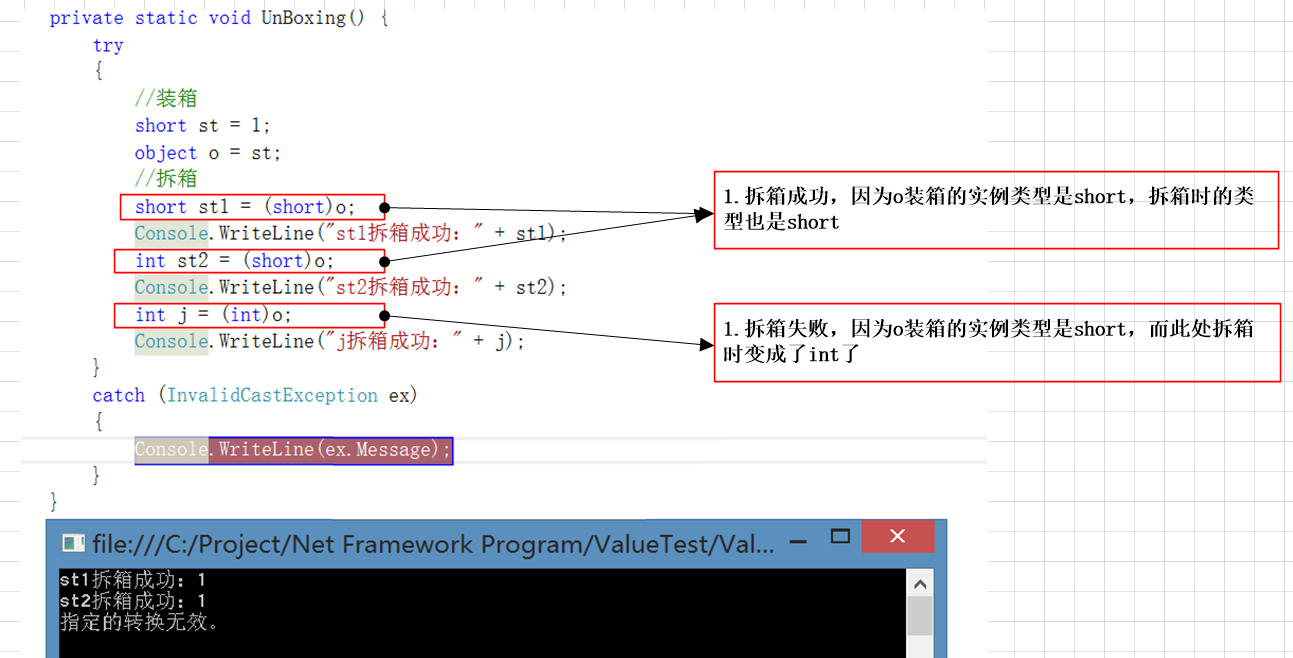 private static void UnBoxing() {
try
{
//装箱
short st = 1;
object o = st;
//拆箱
short st1 = (short)o;
Console.WriteLine("st1拆箱成功：" + st1);
int st2 = (short)o;
Console.WriteLine("st2拆箱成功：" + st2);
int j = (int)o;
Console.WriteLine("j拆箱成功：" + j);
}
catch (InvalidCastException ex)
{
Console.WriteLine(ex.Message);
}
}
1.拆箱成功，因为o装箱的实例类型是short，拆箱时的类
型也是short
1.拆箱失败，因为o装箱的实例类型是short，而此处拆箱
时变成了int了
file:///C:/Project/Net Framework Program/ValueTest/Val...
st1拆箱成功：1
st2拆箱成功：1
指定的转换无效。